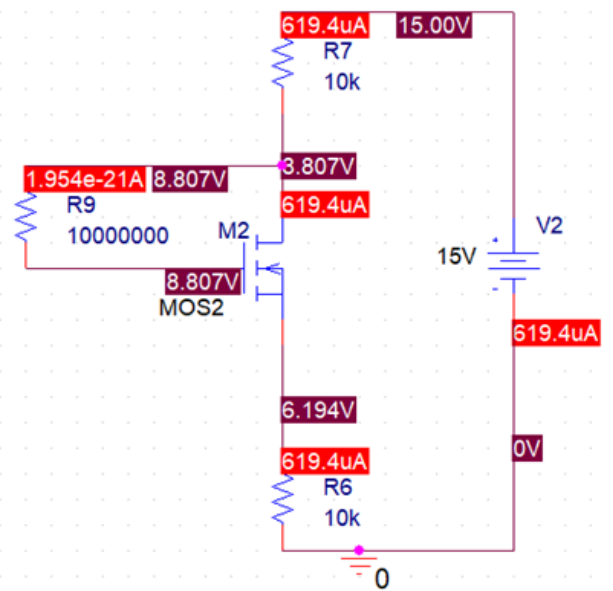 619.4uA
15.00V
R7
10k
8.807V
1.954e-21A
8.807V
619.4uA
R9
10000000
M2
V2
15V
8.807V
MOS2
619.4uA
6.194V
0V
619.4uA
R6
10k
0